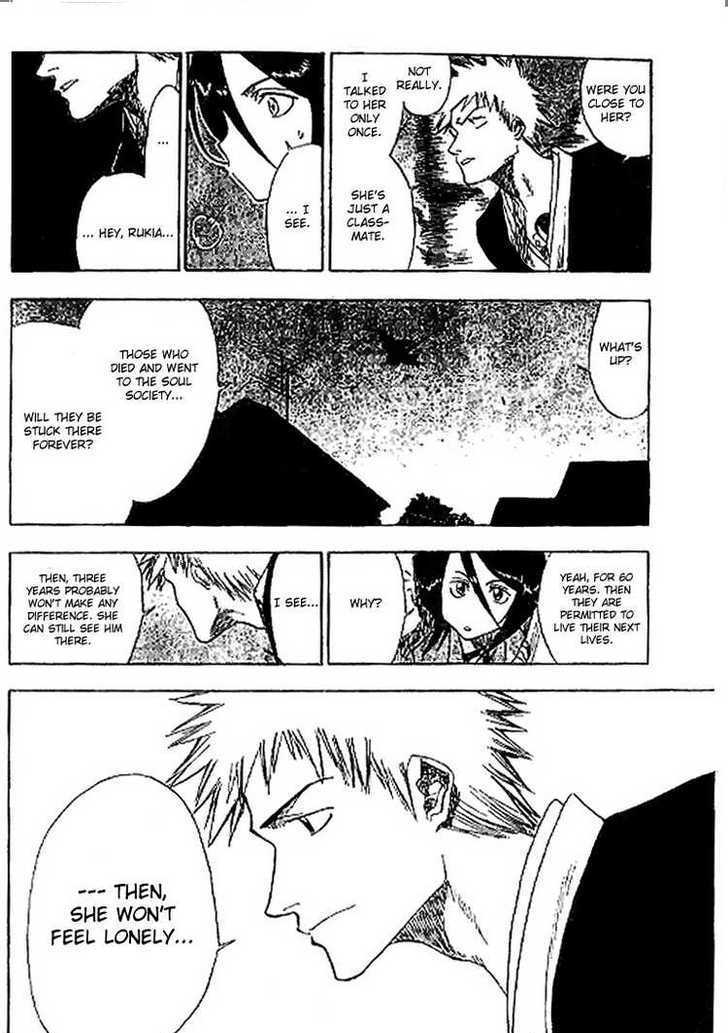 WERE YOU
CLOSE TO
HER?
NOT
REALLY.
I
TALKED
TO HER
ONLY
ONCE.
SHE'S
JUST A
CLASS-
MATE.
... I
SEE.
...
... HEY, RUKIA...
WHAT'S
UP?
THOSE WHO
DIED AND WENT
TO THE SOUL
SOCIETY...
WILL THEY BE
STUCK THERE
FOREVER?
YEAH, FOR 60
YEARS. THEN
THEY ARE
PERMITTED TO
LIVE THEIR NEXT
LIVES.
WHY?
I SEE...
THEN, THREE
YEARS PROBABLY
WON'T MAKE ANY
DIFFERENCE. SHE
CAN STILL SEE HIM
THERE.
--- THEN,
SHE WON'T
FEEL LONELY...